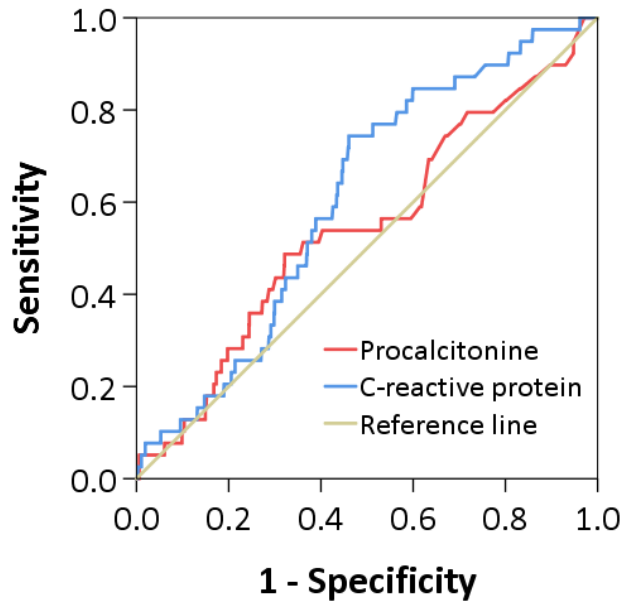 1.0
0.8
0.6
0.4
0.2
0.0
Sensitivity
Procalcitonine
C-reactive protein
Reference line
0.0 0.2 0.4 0.6 0.8 1.0
1 - Specificity